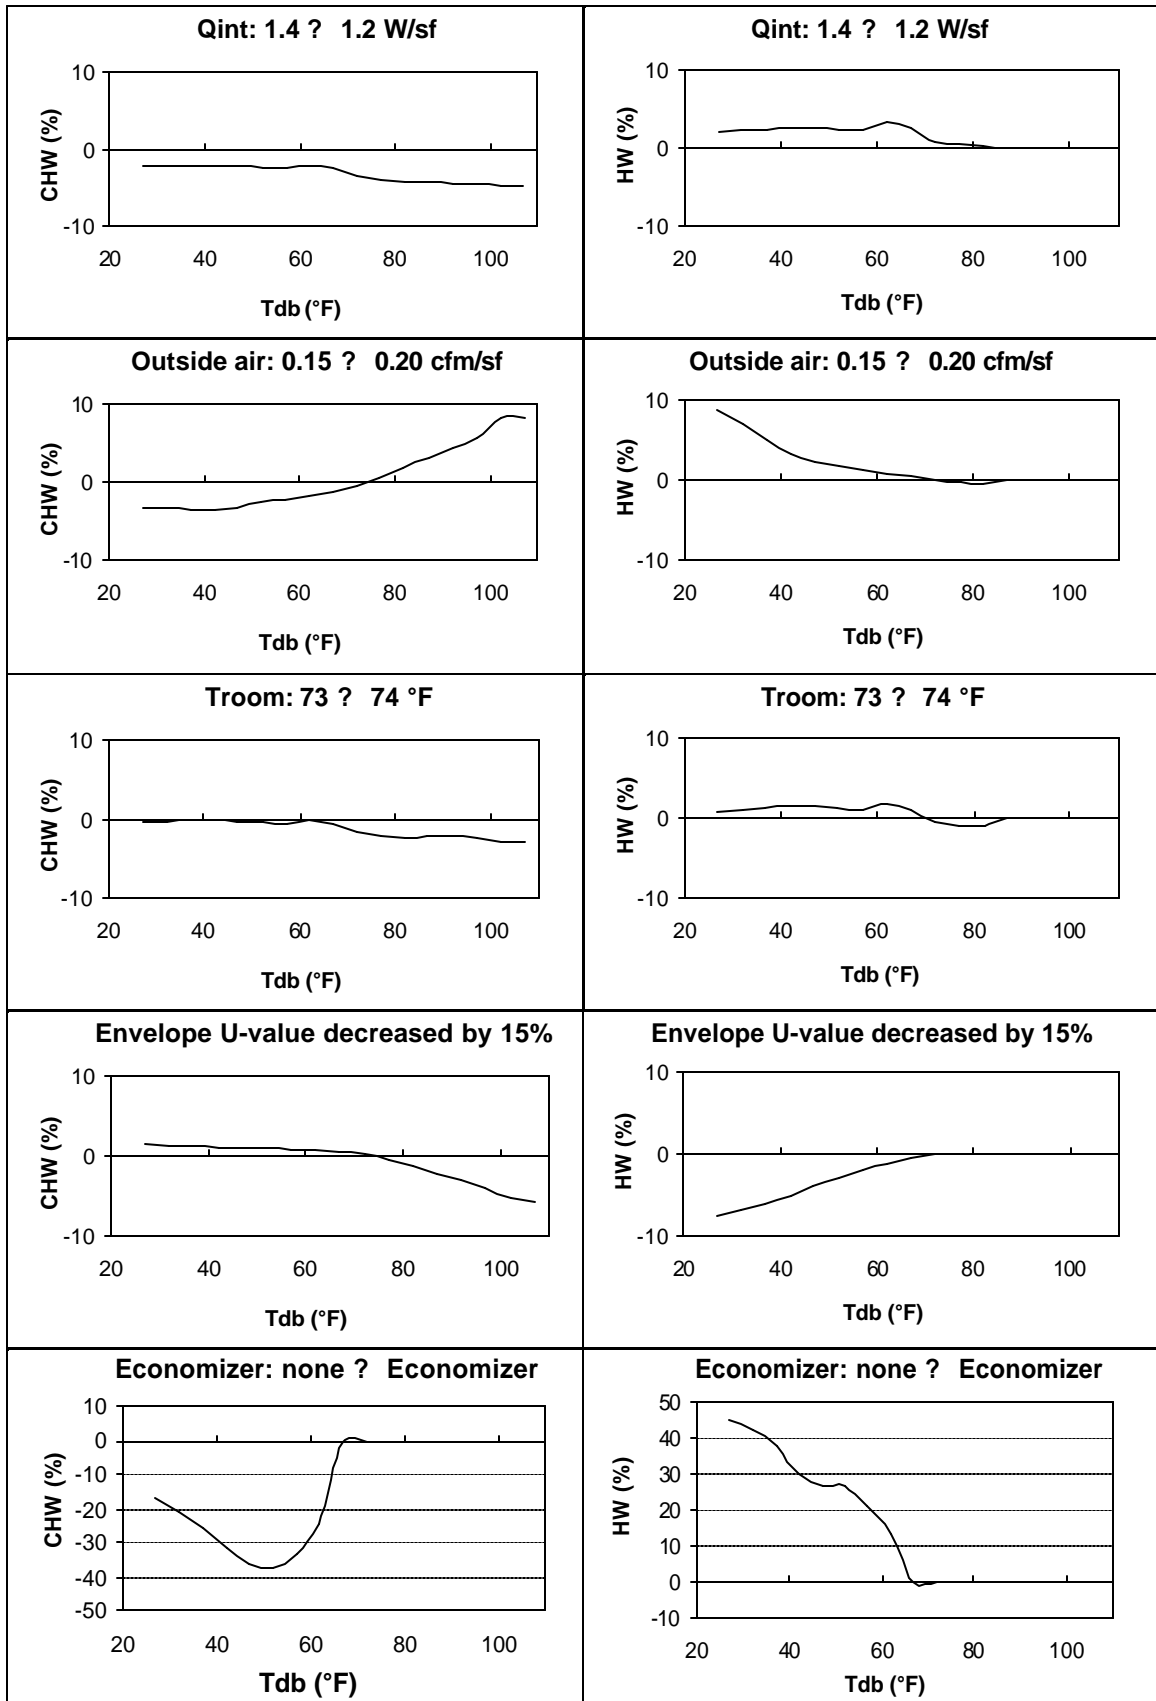 Qint: 1.4 ? 1.2 W/sf
CHW (%)
10
0
-10
20 40 60 80 100
Tdb (°F)
Qint: 1.4 ? 1.2 W/sf
HW (%)
10
0
-10
20 40 60 80 100
Tdb (°F)
Outside air: 0.15 ? 0.20 cfm/sf
CHW (%)
10
0
-10
20 40 60 80 100
Tdb (°F)
Outside air: 0.15 ? 0.20 cfm/sf
HW (%)
10
0
-10
20 40 60 80 100
Tdb (°F)
Troom: 73 ? 74 °F
CHW (%)
10
0
-10
20 40 60 80 100
Tdb (°F)
Troom: 73 ? 74 °F
HW (%)
10
0
-10
20 40 60 80 100
Tdb (°F)
Envelope U-value decreased by 15%
CHW (%)
10
0
-10
20 40 60 80 100
Tdb (°F)
Envelope U-value decreased by 15%
HW (%)
10
0
-10
20 40 60 80 100
Tdb (°F)
Economizer: none ? Economizer
CHW (%)
10
0
-10
-20
-30
-40
-50
20 40 60 80 100
Tdb (°F)
Economizer: none ? Economizer
HW (%)
50
40
30
20
10
0
-10
20 40 60 80 100
Tdb (°F)